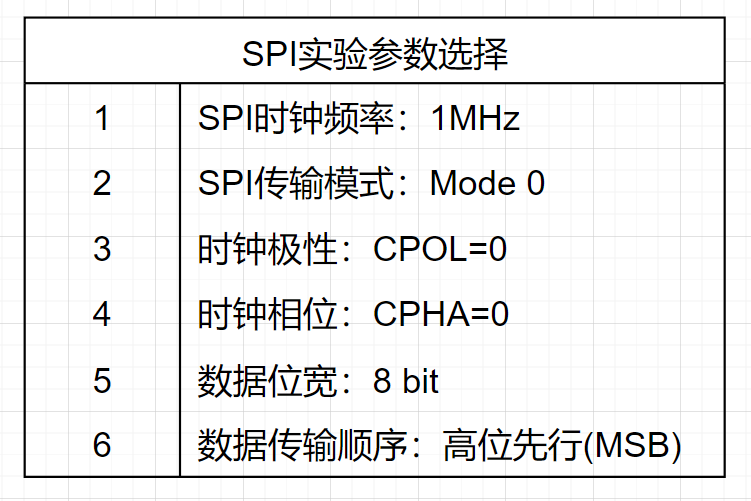 SPI实验参数选择
1 SPI时钟频率：1MHz
2 SPI传输模式：Mode 0
3 时钟极性：CPOL=0
4 时钟相位：CPHA=0
5 数据位宽：8 bit
6 数据传输顺序：高位先行(MSB)